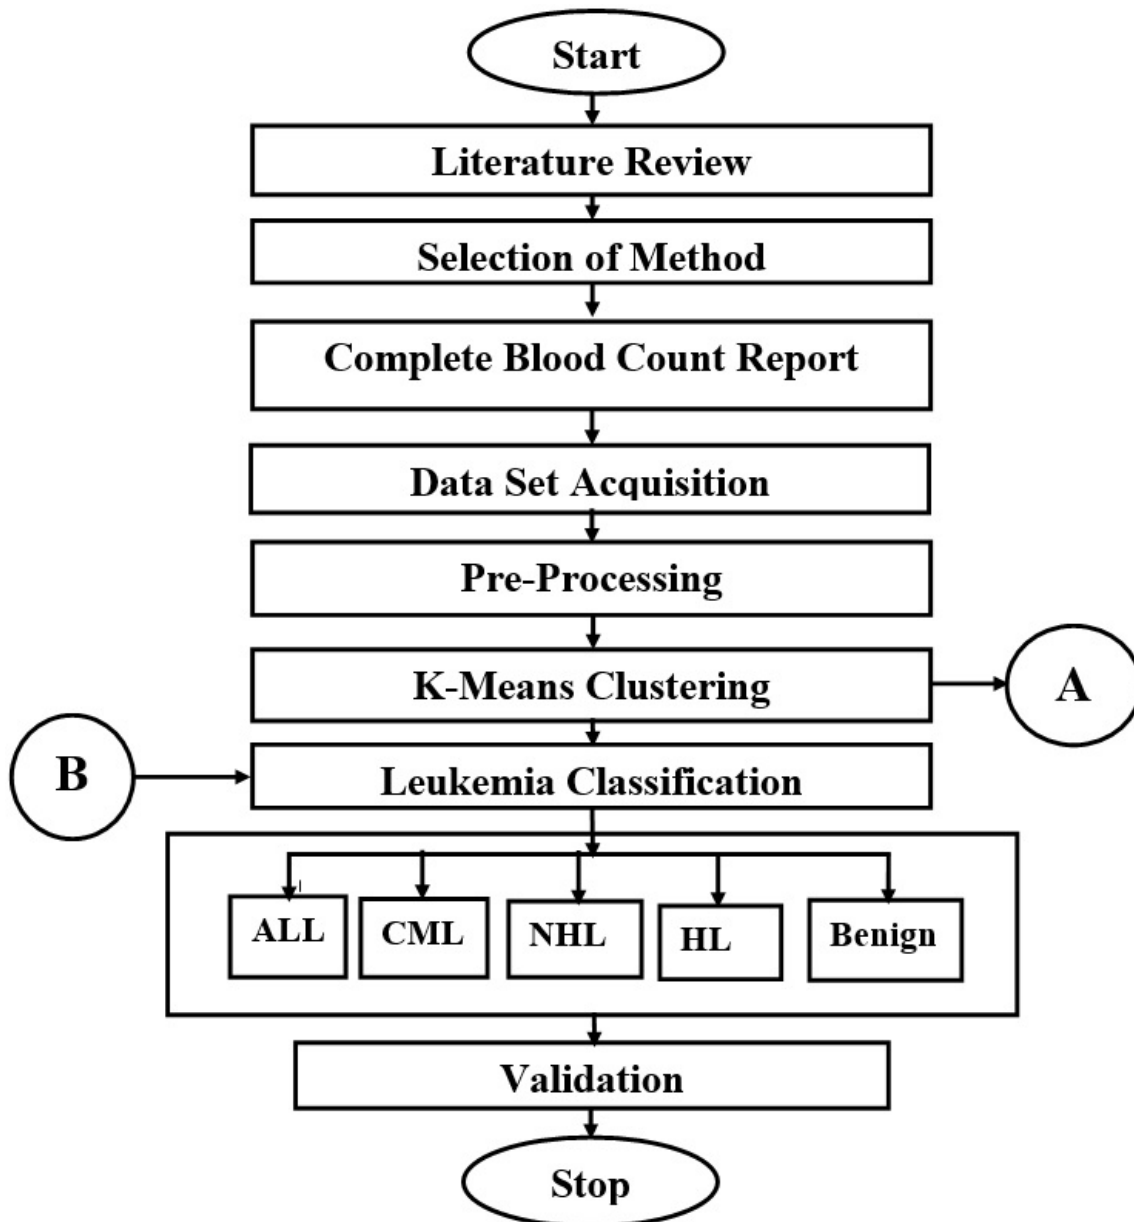 Start
Literature Review
Selection of Method
Complete Blood Count Report
Data Set Acquisition
Pre-Processing
K-Means Clustering
A
B
Leukemia Classification
ALL
CML
NHL
HL
Benign
Validation
Stop